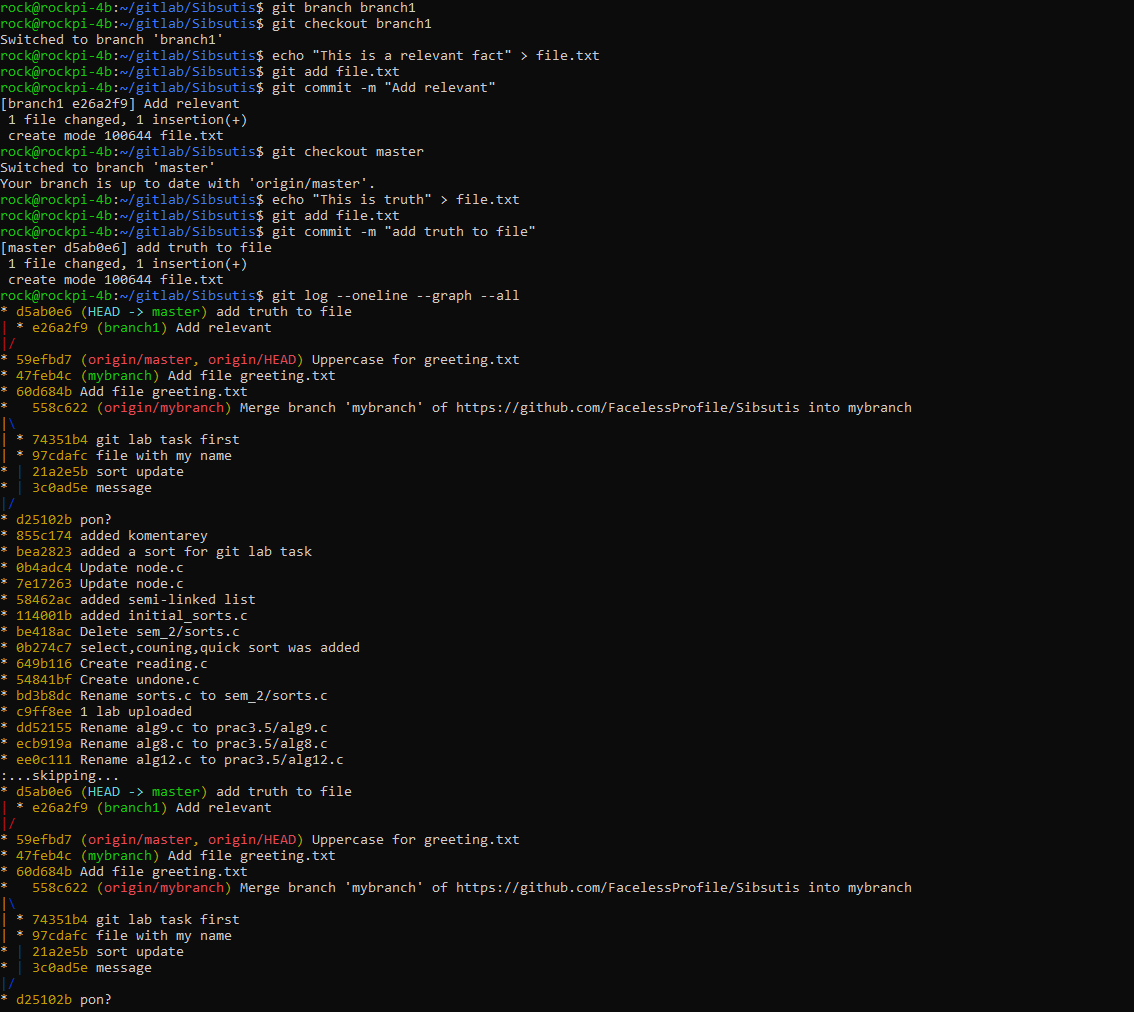 rock@rockpi-4b:~/gitlab/Sibsutis$ git branch branch1
rock@rockpi-4b:~/gitlab/Sibsutis$ git checkout branch1
Switched to branch 'branch1'
rock@rockpi-4b:~/gitlab/Sibsutis$ echo "This is a relevant fact" > file.txt
rock@rockpi-4b:~/gitlab/Sibsutis$ git add file.txt
rock@rockpi-4b:~/gitlab/Sibsutis$ git commit -m "Add relevant"
[branch1 e26a2f9] Add relevant
 1 file changed, 1 insertion(+)
 create mode 100644 file.txt
rock@rockpi-4b:~/gitlab/Sibsutis$ git checkout master
Switched to branch 'master'
Your branch is up to date with 'origin/master'.
rock@rockpi-4b:~/gitlab/Sibsutis$ echo "This is truth" > file.txt
rock@rockpi-4b:~/gitlab/Sibsutis$ git add file.txt
rock@rockpi-4b:~/gitlab/Sibsutis$ git commit -m "add truth to file"
[master d5ab0e6] add truth to file
 1 file changed, 1 insertion(+)
 create mode 100644 file.txt
rock@rockpi-4b:~/gitlab/Sibsutis$ git log --oneline --graph --all
* d5ab0e6 (HEAD -> master) add truth to file
| * e26a2f9 (branch1) Add relevant
|/
* 59efbd7 (origin/master, origin/HEAD) Uppercase for greeting.txt
* 47feb4c (mybranch) Add file greeting.txt
* 60d684b Add file greeting.txt
*   558c622 (origin/mybranch) Merge branch 'mybranch' of https://github.com/FacelessProfile/Sibsutis into mybranch
|\
| * 74351b4 git lab task first
| * 97cdafc file with my name
* | 21a2e5b sort update
* | 3c0ad5e message
|/
* d25102b pon?
* 855c174 added komentarey
* bea2823 added a sort for git lab task
* 0b4adc4 Update node.c
* 7e17263 Update node.c
* 58462ac added semi-linked list
* 114001b added initial_sorts.c
* be418ac Delete sem_2/sorts.c
* 0b274c7 select,couning,quick sort was added
* 649b116 Create reading.c
* 54841bf Create undone.c
* bd3b8dc Rename sorts.c to sem_2/sorts.c
* c9ff8ee 1 lab uploaded
* dd52155 Rename alg9.c to prac3.5/alg9.c
* ecb919a Rename alg8.c to prac3.5/alg8.c
* ee0c111 Rename alg12.c to prac3.5/alg12.c
:...skipping...
* d5ab0e6 (HEAD -> master) add truth to file
| * e26a2f9 (branch1) Add relevant
|/
* 59efbd7 (origin/master, origin/HEAD) Uppercase for greeting.txt
* 47feb4c (mybranch) Add file greeting.txt
* 60d684b Add file greeting.txt
*   558c622 (origin/mybranch) Merge branch 'mybranch' of https://github.com/FacelessProfile/Sibsutis into mybranch
|\
| * 74351b4 git lab task first
| * 97cdafc file with my name
* | 21a2e5b sort update
* | 3c0ad5e message
|/
* d25102b pon?